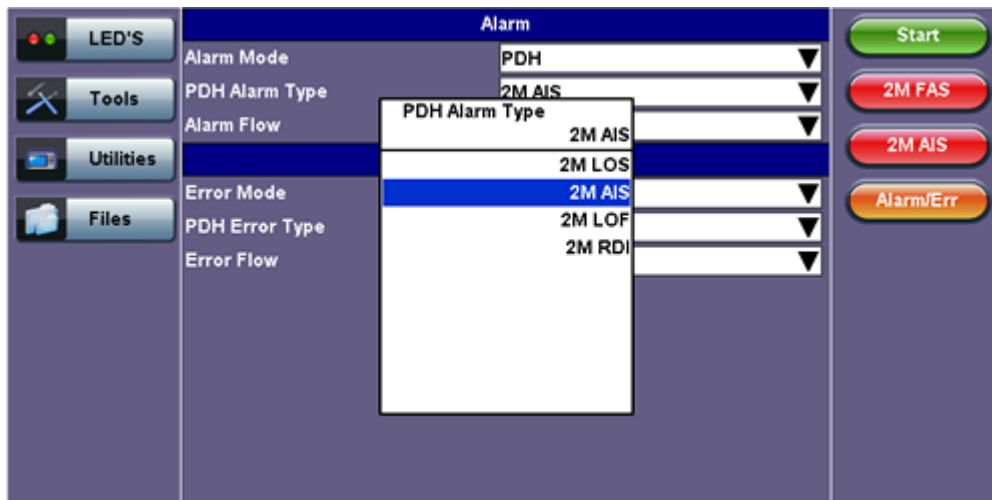 LED'S
Tools
Utilities
Files
Alarm
Alarm Mode PDH
PDH Alarm Type 2M AIS
Alarm Flow
Error Mode
PDH Error Type
Error Flow
PDH Alarm Type
2M AIS
2M LOS
2M AIS
2M LOF
2M RDI
Start
2M FAS
2M AIS
Alarm/Err